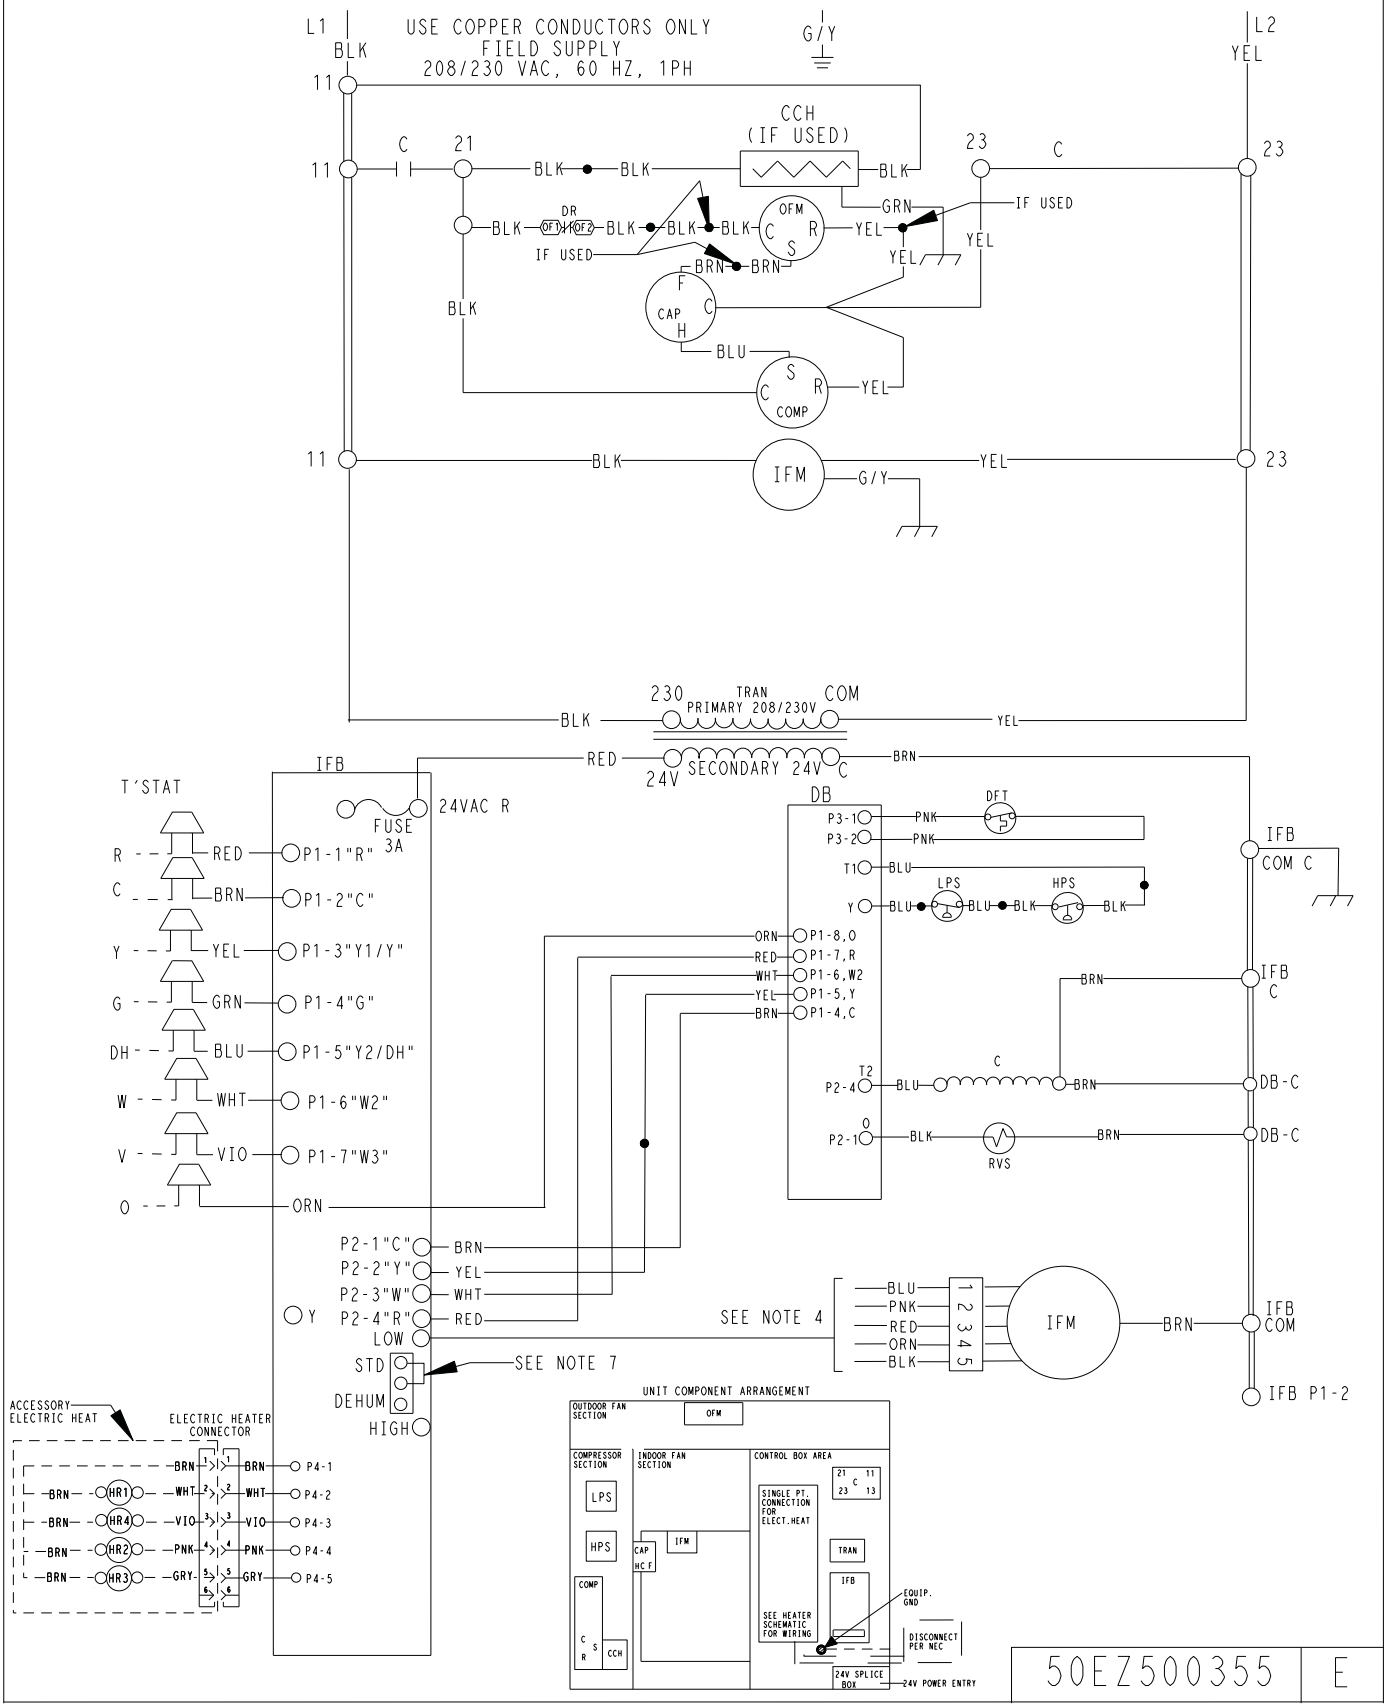 L1
BLK
USE COPPER CONDUCTORS ONLY
FIELD SUPPLY
208/230 VAC, 60 HZ, 1PH
G/Y
L2
YEL
11
CCH
(IF USED)
11
C
21
BLK
BLK
BLK
23
C
23
GRN
IF USED
BLK
OF1
DR
OF2
BLK
BLK
BLK
OFM
C
R
S
YEL
YEL
YEL
IF USED
BRN
BRN
BLK
F
CAP
C
H
BLU
S
C
R
COMP
YEL
11
BLK
IFM
YEL
23
G/Y
230
TRAN
COM
PRIMARY 208/230V
BLK
YEL
RED
24V
SECONDARY
24V
C
BRN
IFB
T'STAT
24VAC R
FUSE
3A
R
RED
P1-1"R"
C
BRN
P1-2"C"
Y
YEL
P1-3"Y1/Y"
G
GRN
P1-4"G"
DH
BLU
P1-5"Y2/DH"
W
WHT
P1-6"W2"
V
VIO
P1-7"W3"
O
ORN
DB
P3-1
PNK
DFT
P3-2
PNK
T1
BLU
Y
BLU
LPS
BLU
BLK
HPS
BLK
ORN
P1-8,O
RED
P1-7,R
WHT
P1-6,W2
YEL
P1-5,Y
BRN
P1-4,C
IFB
COM C
BRN
IFB
C
T2
P2-4
BLU
C
BRN
DB-C
O
P2-1
BLK
RVS
BRN
DB-C
P2-1"C"
BRN
P2-2"Y"
YEL
P2-3"W"
WHT
Y
P2-4"R"
RED
LOW
STD
SEE NOTE 7
DEHUM
HIGH
SEE NOTE 4
BLU
1
PNK
2
RED
3
ORN
4
BLK
5
IFM
BRN
IFB
COM
IFB P1-2
ACCESSORY
ELECTRIC HEAT
ELECTRIC HEATER
CONNECTOR
BRN
1
1
BRN
P4-1
BRN
HR1
WHT
2
2
WHT
P4-2
BRN
HR4
VIO
3
3
VIO
P4-3
BRN
HR2
PNK
4
4
PNK
P4-4
BRN
HR3
GRY
5
5
GRY
P4-5
6
6
UNIT COMPONENT ARRANGEMENT
OUTDOOR FAN
SECTION
OFM
COMPRESSOR
SECTION
INDOOR FAN
SECTION
CONTROL BOX AREA
LPS
HPS
COMP
C
S
R
CCH
CAP
HC F
IFM
SINGLE PT.
CONNECTION
FOR
ELECT.HEAT
SEE HEATER
SCHEMATIC
FOR WIRING
21
11
C
23
13
TRAN
IFB
EQUIP.
GND
DISCONNECT
PER NEC
24V SPLICE
BOX
24V POWER ENTRY
50EZ500355
E